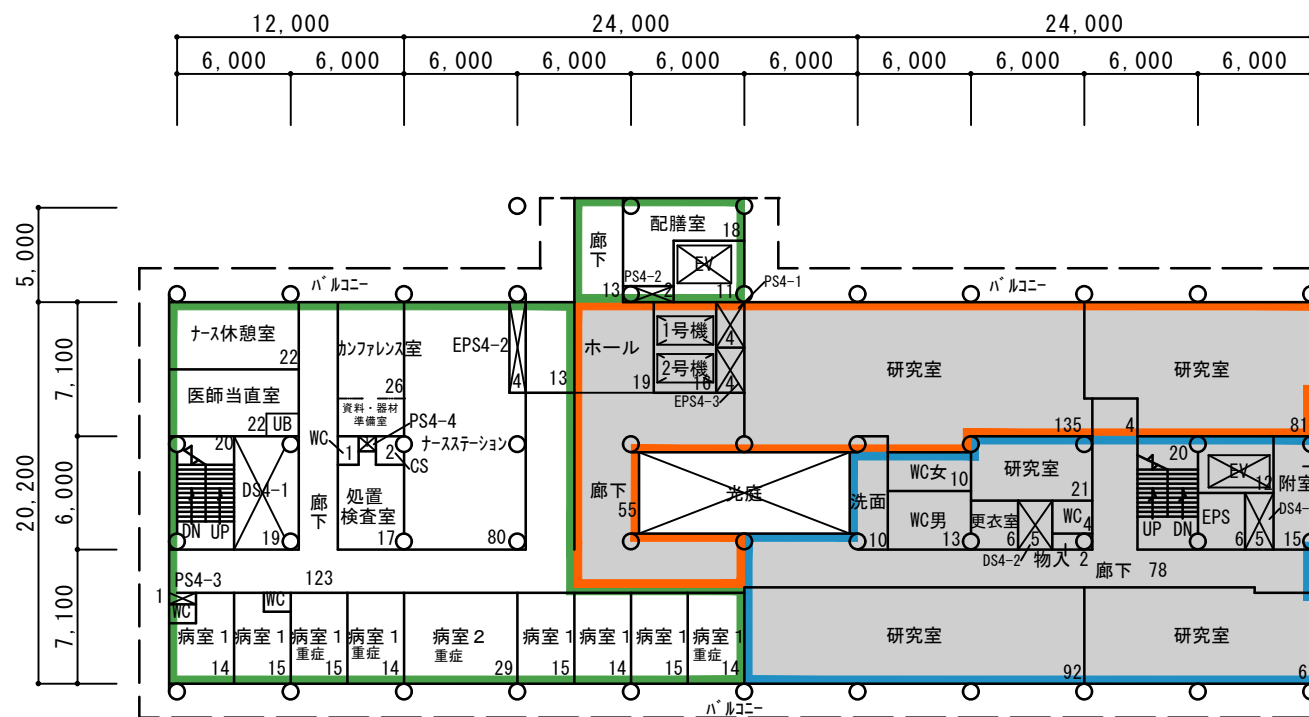 12,000
24,000
24,000
6,000
6,000
6,000
6,000
6,000
6,000
6,000
6,000
6,000
6,000
5,000
7,100
20,200
6,000
7,100
配膳室
18
廊下
EV
PS4-2
13
2
11
PS4-1
バルコニー
バルコニー
ナース休憩室
22
カンファレンス室
26
EPS4-2
4
13
ホール
19
1号機
2号機
16
4
4
EPS4-3
研究室
135
研究室
81
4
医師当直室
22
UB
資料・器材
準備室
PS4-4
WC
1
2
CS
ナースステーション
80
20
DS4-1
19
DN
UP
廊下
処置
検査室
17
廊下
55
光庭
洗面
10
WC女
10
WC男
13
研究室
21
更衣室
6
5
DS4-2
WC
4
物入
2
20
UP
DN
EV
12
EPS
6
5
附室
DS4-
15
廊下
78
PS4-3
1
123
WC
WC
病室1
14
病室1
15
病室1
重症
15
病室1
重症
14
病室2
重症
29
病室1
15
病室1
14
病室1
15
病室1
重症
14
研究室
92
研究室
6
バルコニー